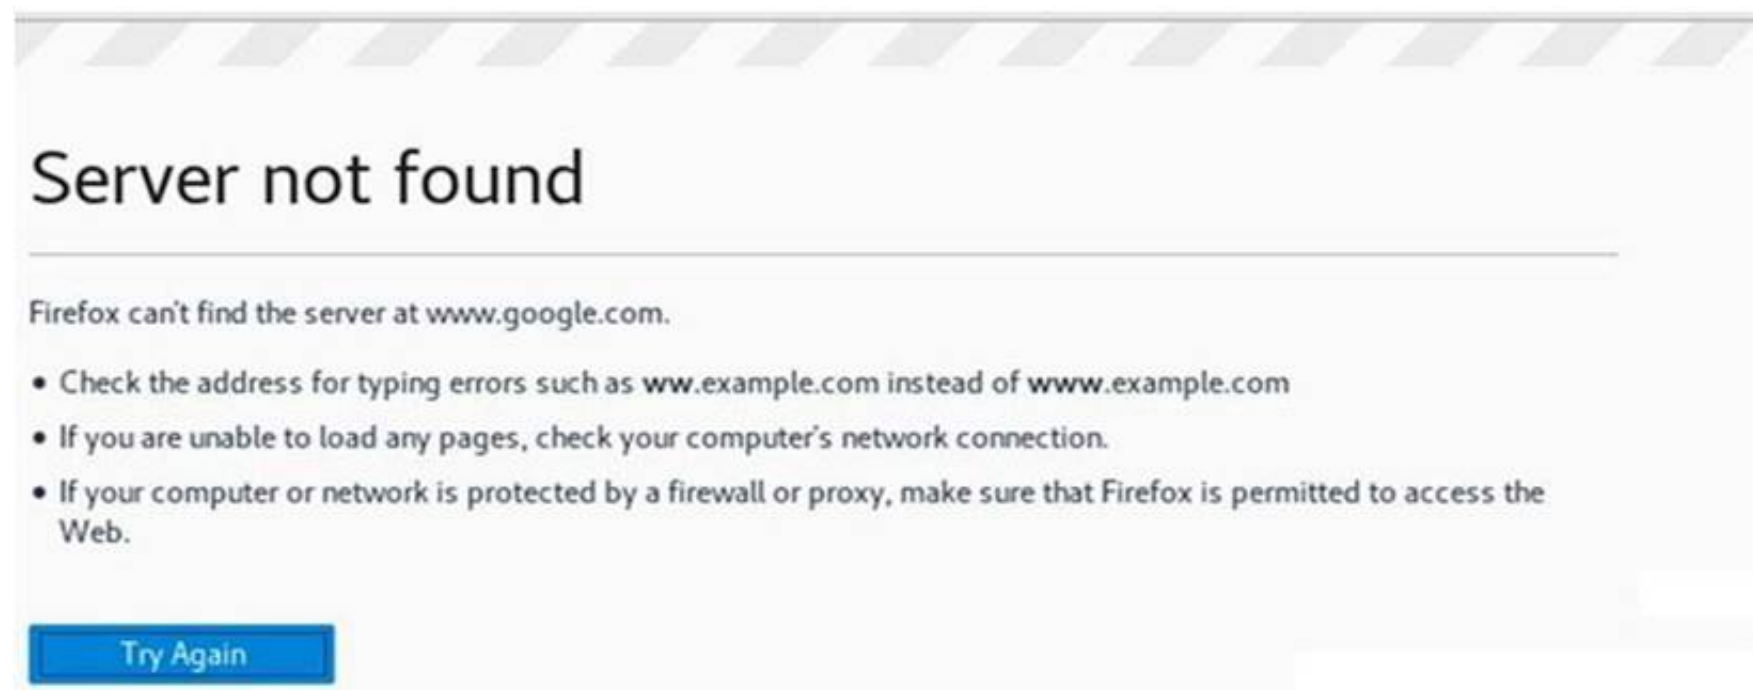 Server not found
Firefox can't find the server at www.google.com.
• Check the address for typing errors such as ww.example.com instead of www.example.com
• If you are unable to load any pages, check your computer's network connection.
• If your computer or network is protected by a firewall or proxy, make sure that Firefox is permitted to access the
Web.
Try Again